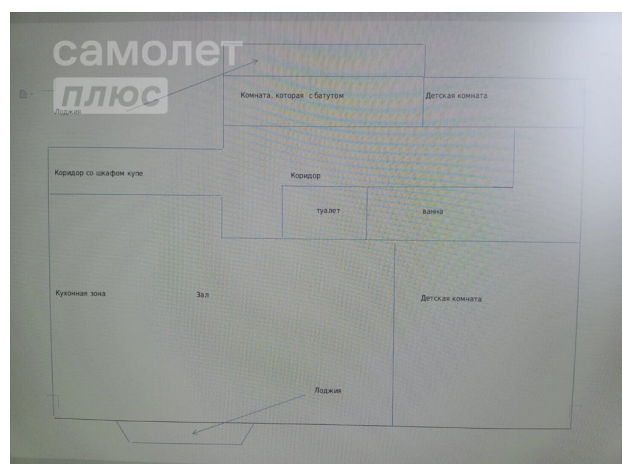 самолет
плюс
Лоджия
Комната, которая с батутом
Детская комната
Коридор со шкафом купе
Коридор
туалет
ванна
Кухонная зона
Зал
Детская комната
Лоджия